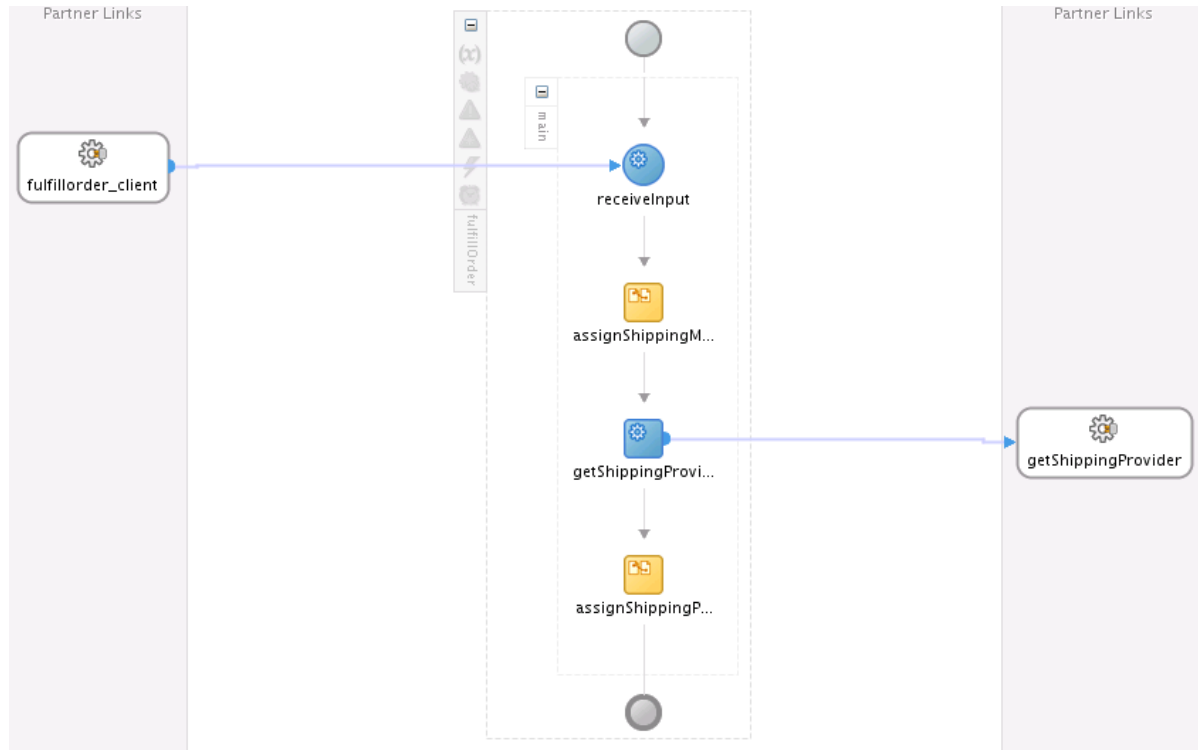 Partner Links
Partner Links
(x)
main
fulfillorder_client
receiveInput
fulfillOrder
assignShippingM...
getShippingProvi...
getShippingProvider
assignShippingP...